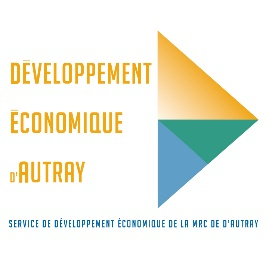 DÉVELOPPEMENT
ÉCONOMIQUE
D'AUTRAY
SERVICE DE DÉVELOPPEMENT ÉCONOMIQUE DE LA MRC DE D'AUTRAY